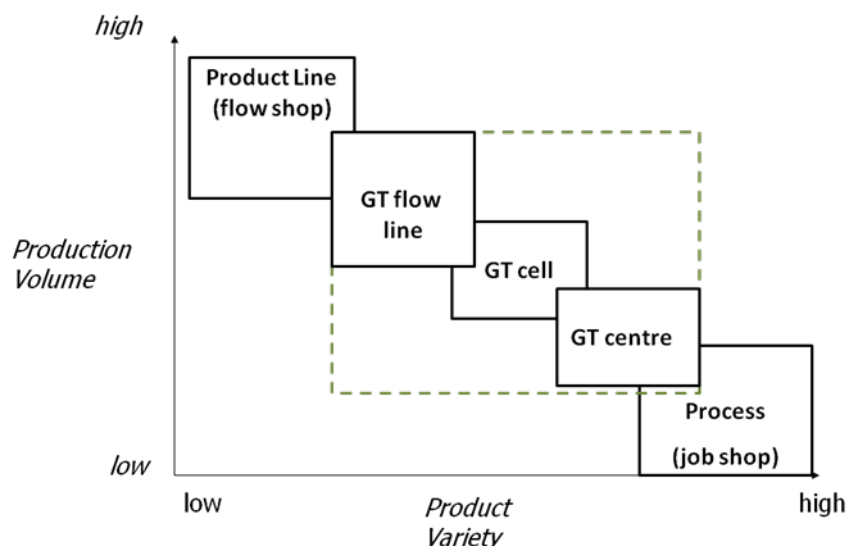 high
Product Line
(flow shop)
GT flow
line
Production
Volume
GT cell
GT centre
Process
(job shop)
low
low
Product
Variety
high